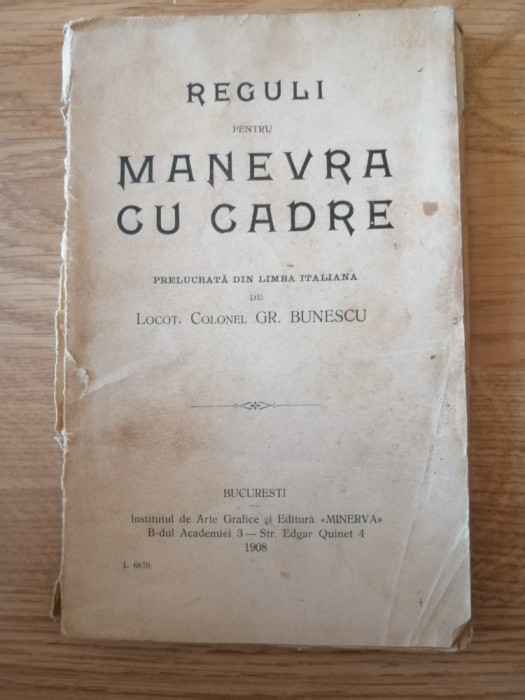 REGULI
PENTRU
MANEVRA
CU CADRE
PRELUCRATĂ DIN LIMBA ITALIANA
DE
LOCOT. COLONEL GR. BUNESCU
BUCURESTI
Institutul de Arte Grafice și Editură «MINERVA»
B-dul Academiei 3 — Str. Edgar Quinet 4
1908
L 6670.